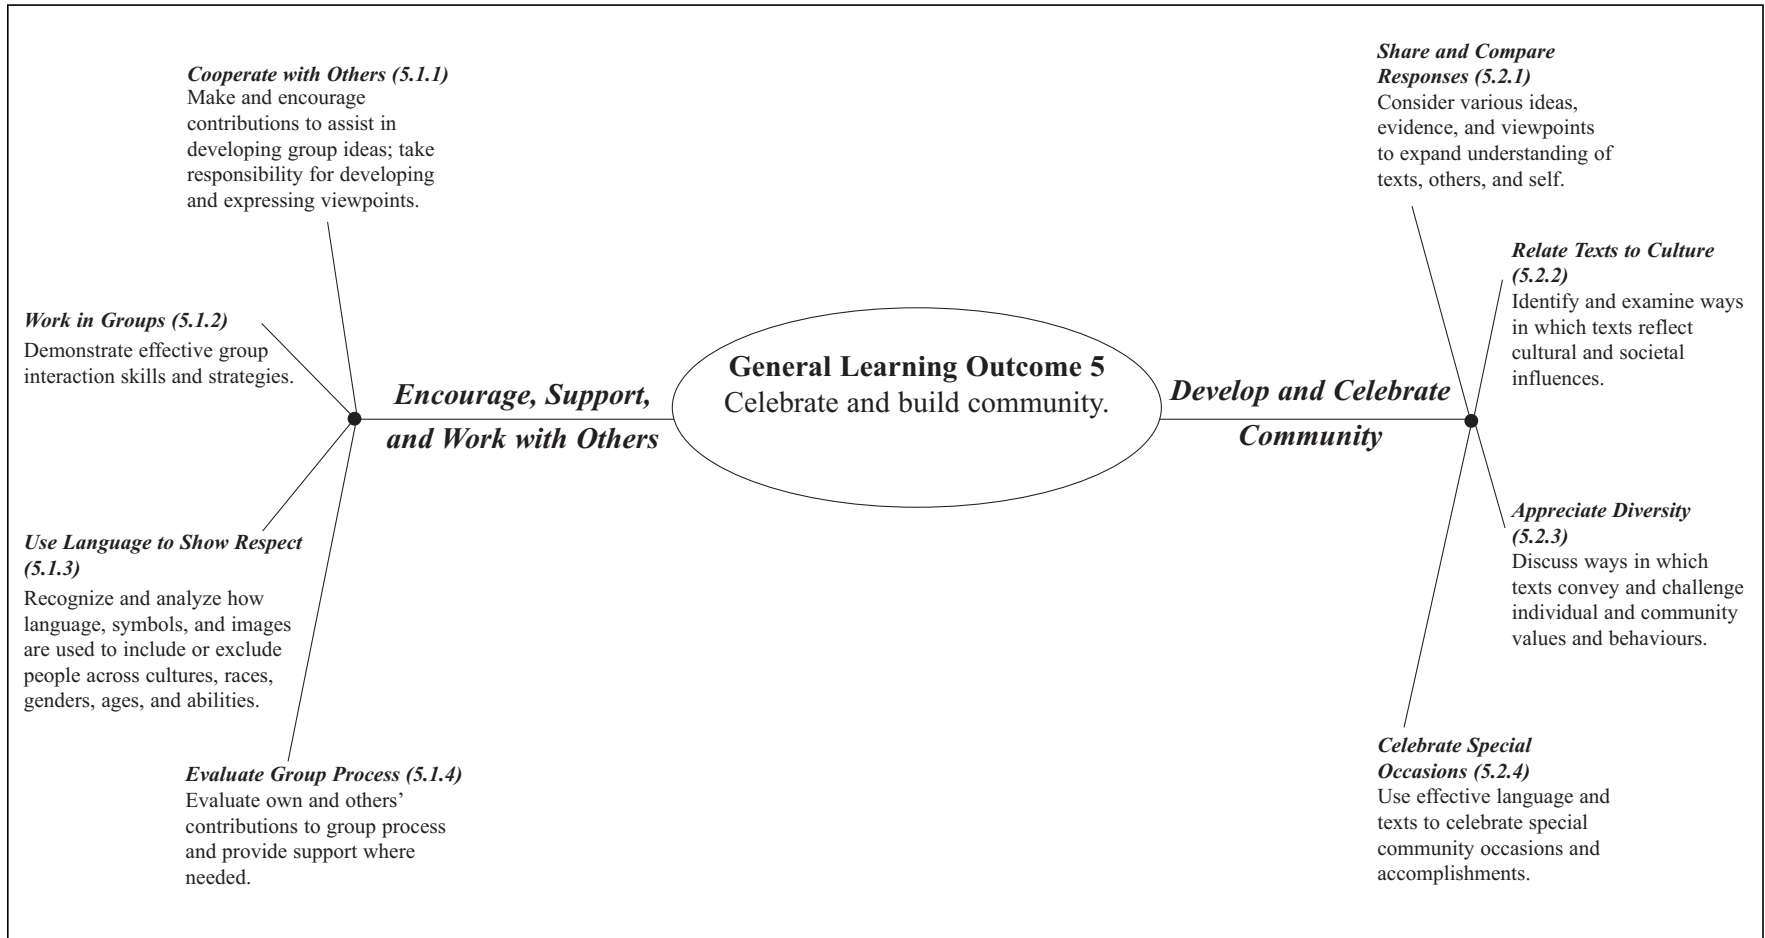 Cooperate with Others (5.1.1)
Make and encourage
contributions to assist in
developing group ideas; take
responsibility for developing
and expressing viewpoints.
Work in Groups (5.1.2)
Demonstrate effective group
interaction skills and strategies.
Encourage, Support,
and Work with Others
Use Language to Show Respect
(5.1.3)
Recognize and analyze how
language, symbols, and images
are used to include or exclude
people across cultures, races,
genders, ages, and abilities.
Evaluate Group Process (5.1.4)
Evaluate own and others’
contributions to group process
and provide support where
needed.
General Learning Outcome 5
Celebrate and build community.
Develop and Celebrate
Community
Share and Compare
Responses (5.2.1)
Consider various ideas,
evidence, and viewpoints
to expand understanding of
texts, others, and self.
Relate Texts to Culture
(5.2.2)
Identify and examine ways
in which texts reflect
cultural and societal
influences.
Appreciate Diversity
(5.2.3)
Discuss ways in which
texts convey and challenge
individual and community
values and behaviours.
Celebrate Special
Occasions (5.2.4)
Use effective language and
texts to celebrate special
community occasions and
accomplishments.